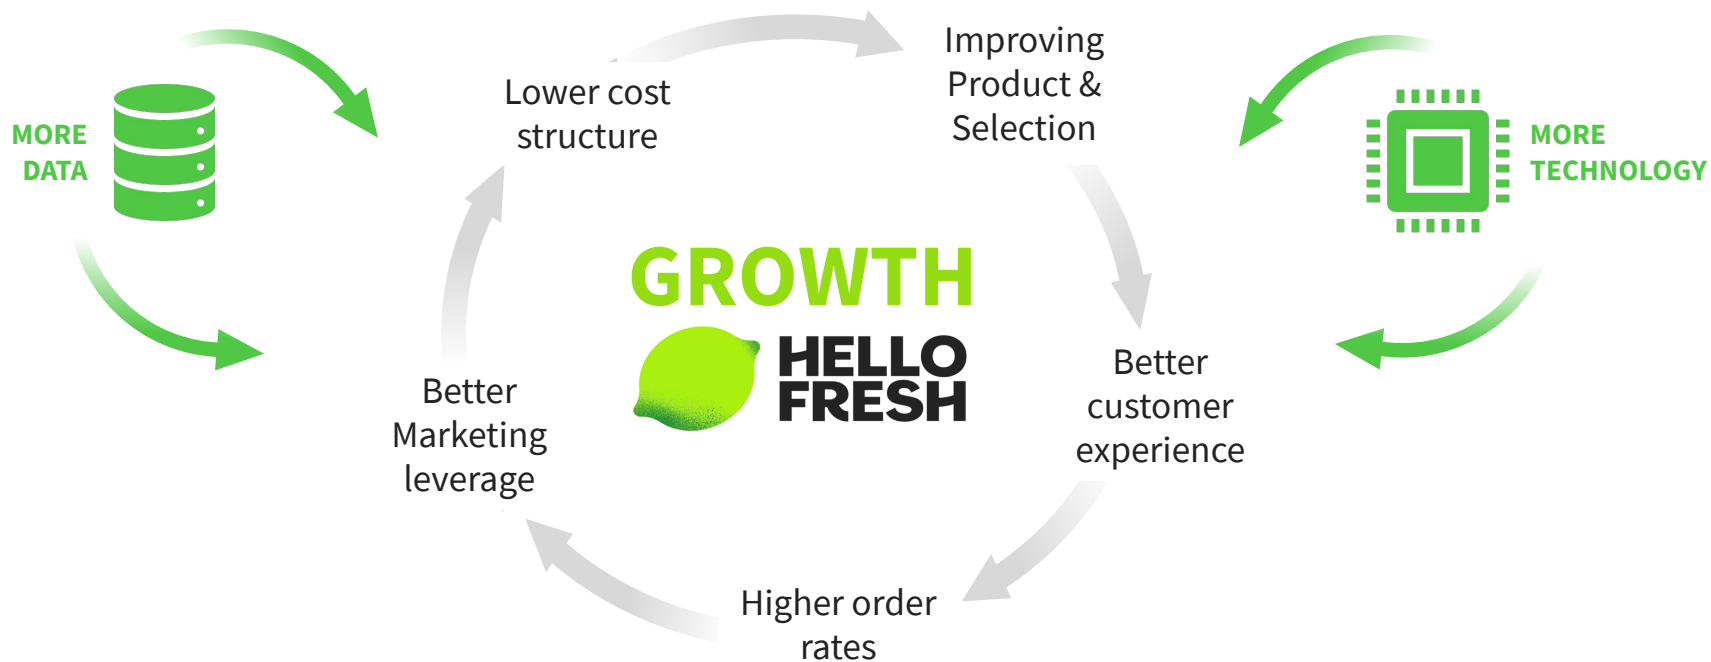 MORE
DATA
Lower cost
structure
Improving
Product &
Selection
MORE
TECHNOLOGY
GROWTH
HELLO
FRESH
Better
customer
experience
Better
Marketing
leverage
Higher order
rates